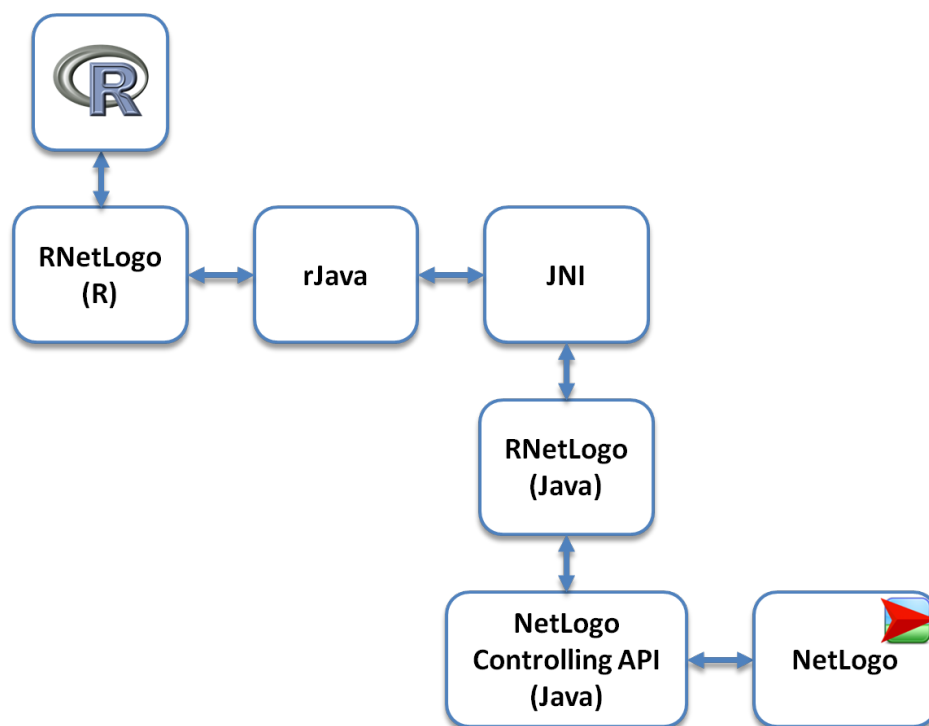 R
RNetLogo
(R)
rJava
JNI
RNetLogo
(Java)
NetLogo
Controlling API
(Java)
NetLogo